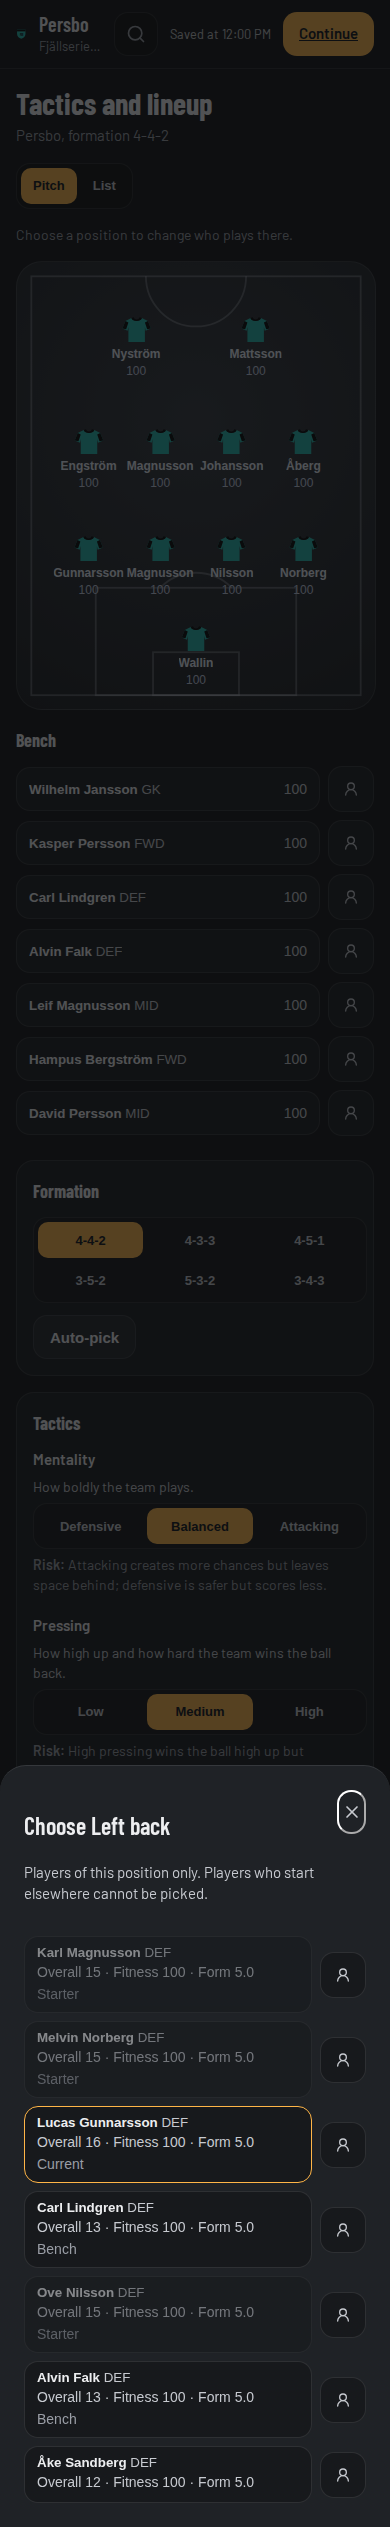 Persbo
Fjällserie...
Saved at 12:00 PM
Continue
Tactics and lineup
Persbo, formation 4-4-2
Pitch
List
Choose a position to change who plays there.
Nyström
100
Mattsson
100
Engström
100
Magnusson
100
Johansson
100
Åberg
100
Gunnarsson
100
Magnusson
100
Nilsson
100
Norberg
100
Wallin
100
Bench
Wilhelm Jansson GK 100
Kasper Persson FWD 100
Carl Lindgren DEF 100
Alvin Falk DEF 100
Leif Magnusson MID 100
Hampus Bergström FWD 100
David Persson MID 100
Formation
4-4-2 4-3-3 4-5-1
3-5-2 5-3-2 3-4-3
Auto-pick
Tactics
Mentality
How boldly the team plays.
Defensive Balanced Attacking
Risk: Attacking creates more chances but leaves
space behind; defensive is safer but scores less.
Pressing
How high up and how hard the team wins the ball
back.
Low Medium High
Risk: High pressing wins the ball high up but
Choose Left back
Players of this position only. Players who start
elsewhere cannot be picked.
Karl Magnusson DEF
Overall 15 · Fitness 100 · Form 5.0
Starter
Melvin Norberg DEF
Overall 15 · Fitness 100 · Form 5.0
Starter
Lucas Gunnarsson DEF
Overall 16 · Fitness 100 · Form 5.0
Current
Carl Lindgren DEF
Overall 13 · Fitness 100 · Form 5.0
Bench
Ove Nilsson DEF
Overall 15 · Fitness 100 · Form 5.0
Starter
Alvin Falk DEF
Overall 13 · Fitness 100 · Form 5.0
Bench
Åke Sandberg DEF
Overall 12 · Fitness 100 · Form 5.0